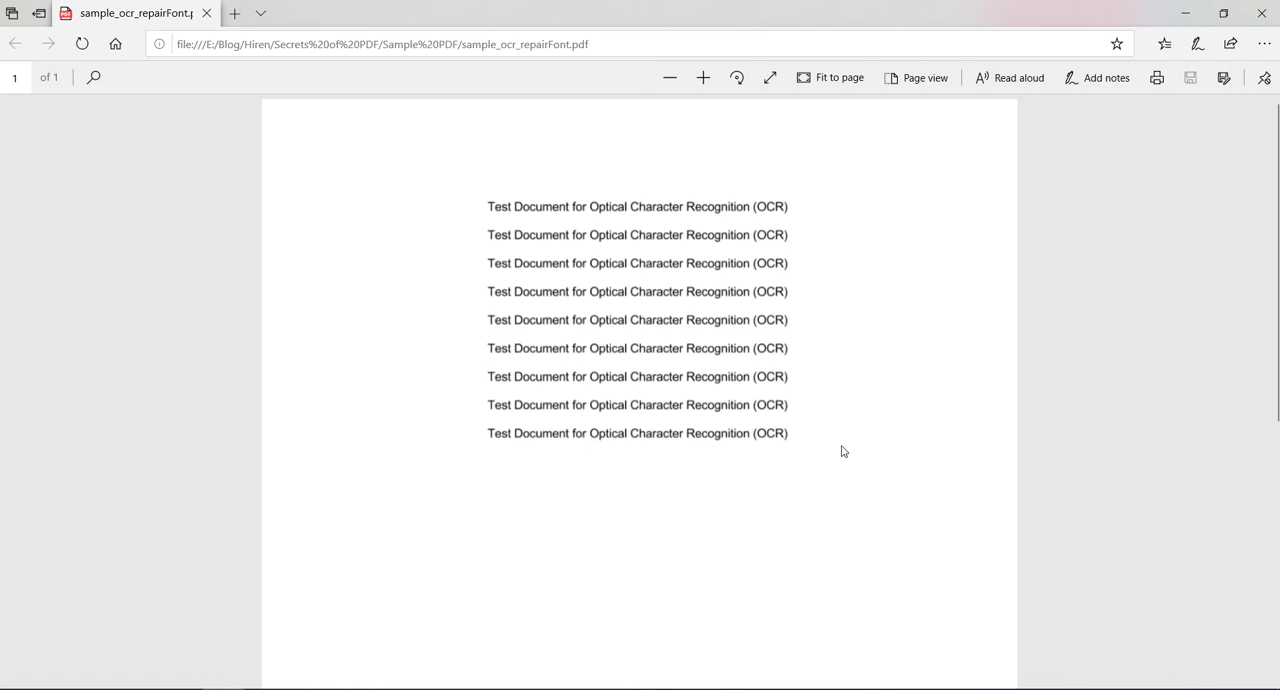 sample_ocr_repairFont.p
file:///E:/Blog/Hiren/Secrets%20of%20PDF/Sample%20PDF/sample_ocr_repairFont.pdf
1 of 1 Fit to page Page view A Read aloud Add notes
Test Document for Optical Character Recognition (OCR)
Test Document for Optical Character Recognition (OCR)
Test Document for Optical Character Recognition (OCR)
Test Document for Optical Character Recognition (OCR)
Test Document for Optical Character Recognition (OCR)
Test Document for Optical Character Recognition (OCR)
Test Document for Optical Character Recognition (OCR)
Test Document for Optical Character Recognition (OCR)
Test Document for Optical Character Recognition (OCR)